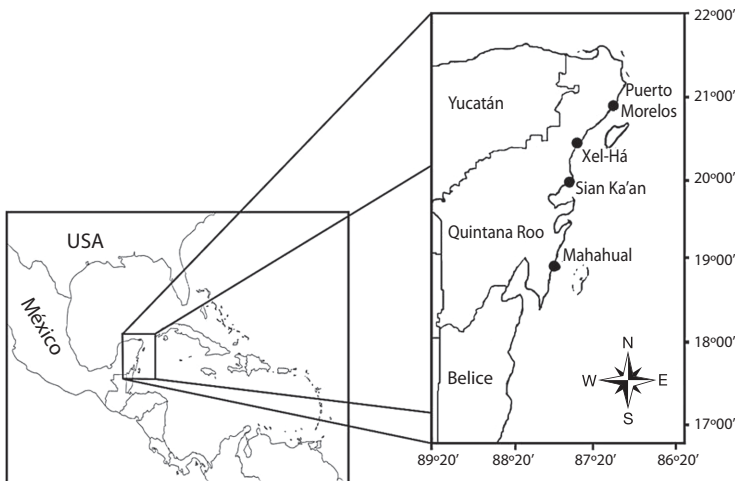 USA
México
Yucatán
Puerto
Morelos
Xel-Há
Sian Ka'an
Quintana Roo
Mahahual
Belice
N
W
E
S
22º00'
21º00'
20º00'
19º00'
18º00'
17º00'
89º20'
88º20'
87º20'
86º20'